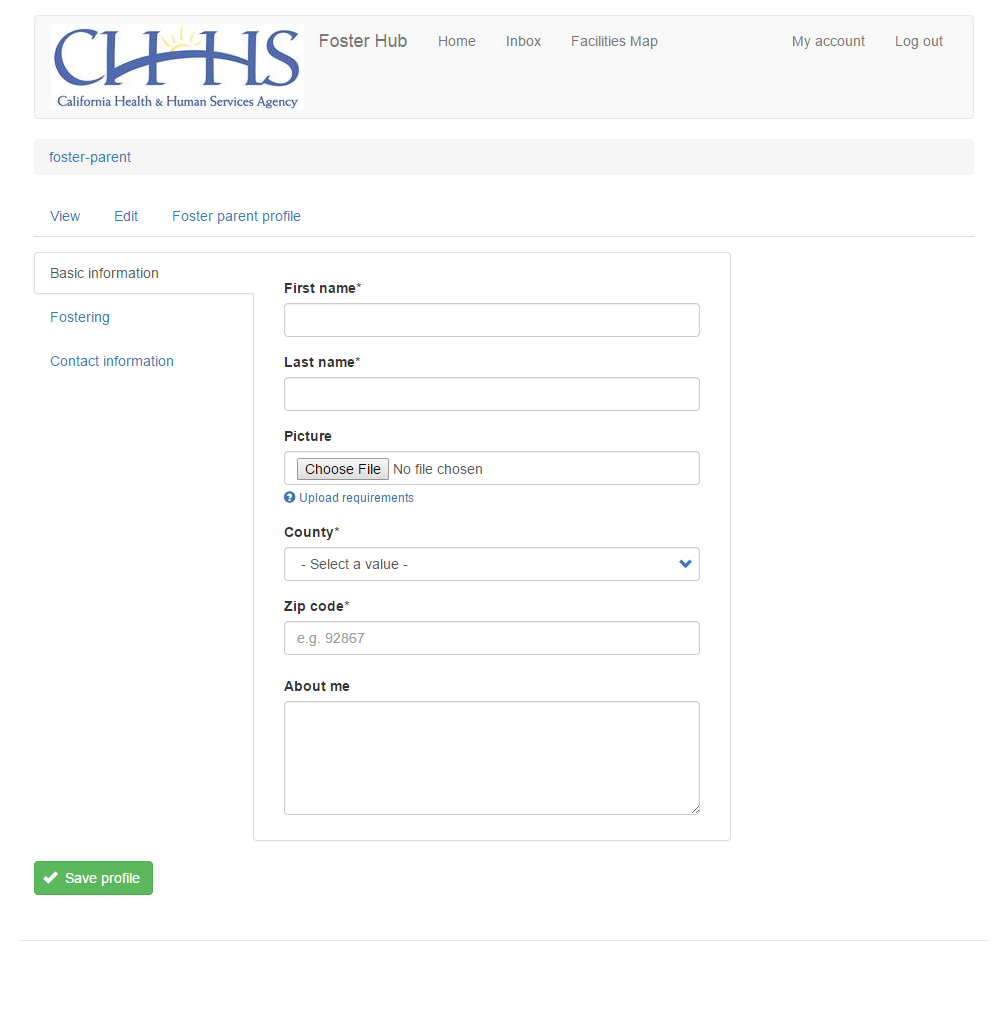 CHHS
California Health & Human Services Agency
Foster Hub Home Inbox Facilities Map My account Log out
foster-parent
View Edit Foster parent profile
Basic information
Fostering
Contact information
First name*
Last name*
Picture
Choose File No file chosen
Upload requirements
County*
- Select a value -
Zip code*
e.g. 92867
About me
Save profile